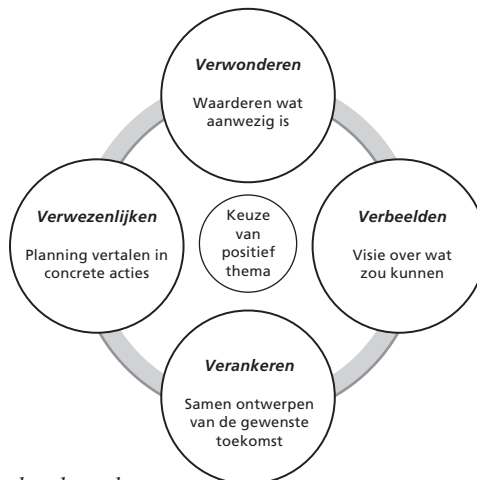 Verwonderen
Waarderen wat
aanwezig is
Verwezenlijken
Planning vertalen in
concrete acties
Keuze
van
positief
thema
Verbeelden
Visie over wat
zou kunnen
Verankeren
Samen ontwerpen
van de gewenste
toekomst